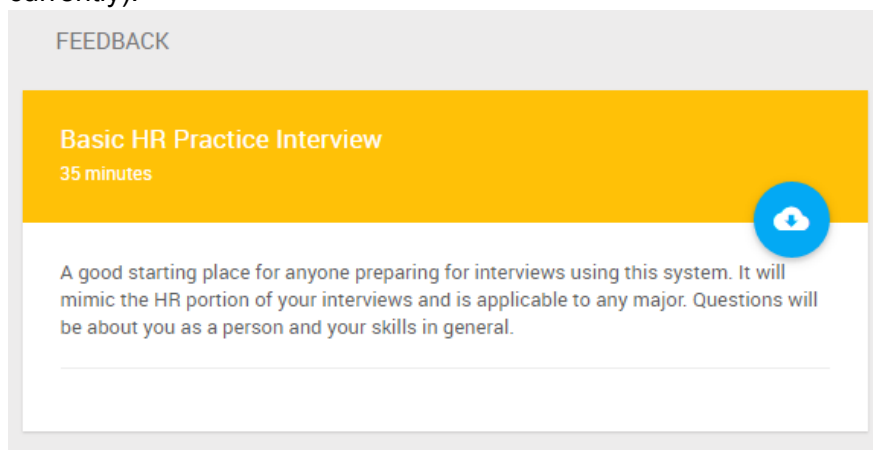 currently).
FEEDBACK
Basic HR Practice Interview
35 minutes
A good starting place for anyone preparing for interviews using this system. It will
mimic the HR portion of your interviews and is applicable to any major. Questions will
be about you as a person and your skills in general.